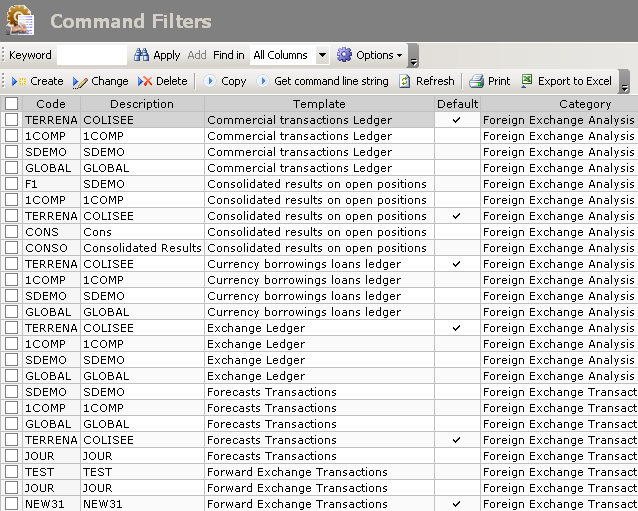 Command Filters
Keyword Apply Add Find in All Columns Options
Create Change Delete Copy Get command line string Refresh Print Export to Excel
Code Description Template Default Category
TERRENA COLISEE Commercial transactions Ledger ✓ Foreign Exchange Analysis
1COMP 1COMP Commercial transactions Ledger Foreign Exchange Analysis
SDEMO SDEMO Commercial transactions Ledger Foreign Exchange Analysis
GLOBAL GLOBAL Commercial transactions Ledger Foreign Exchange Analysis
F1 SDEMO Consolidated results on open positions Foreign Exchange Analysis
1COMP 1COMP Consolidated results on open positions Foreign Exchange Analysis
TERRENA COLISEE Consolidated results on open positions ✓ Foreign Exchange Analysis
CONS Cons Consolidated results on open positions Foreign Exchange Analysis
CONSO Consolidated Results Consolidated results on open positions Foreign Exchange Analysis
TERRENA COLISEE Currency borrowings loans ledger ✓ Foreign Exchange Analysis
1COMP 1COMP Currency borrowings loans ledger Foreign Exchange Analysis
SDEMO SDEMO Currency borrowings loans ledger Foreign Exchange Analysis
GLOBAL GLOBAL Currency borrowings loans ledger Foreign Exchange Analysis
TERRENA COLISEE Exchange Ledger ✓ Foreign Exchange Analysis
1COMP 1COMP Exchange Ledger Foreign Exchange Analysis
SDEMO SDEMO Exchange Ledger Foreign Exchange Analysis
GLOBAL GLOBAL Exchange Ledger Foreign Exchange Analysis
SDEMO SDEMO Forecasts Transactions Foreign Exchange Transact
1COMP 1COMP Forecasts Transactions Foreign Exchange Transact
GLOBAL GLOBAL Forecasts Transactions Foreign Exchange Transact
TERRENA COLISEE Forecasts Transactions ✓ Foreign Exchange Transact
JOUR JOUR Forecasts Transactions Foreign Exchange Transact
TEST TEST Forward Exchange Transactions Foreign Exchange Transact
JOUR JOUR Forward Exchange Transactions Foreign Exchange Transact
NEW31 NEW31 Forward Exchange Transactions ✓ Foreign Exchange Transact